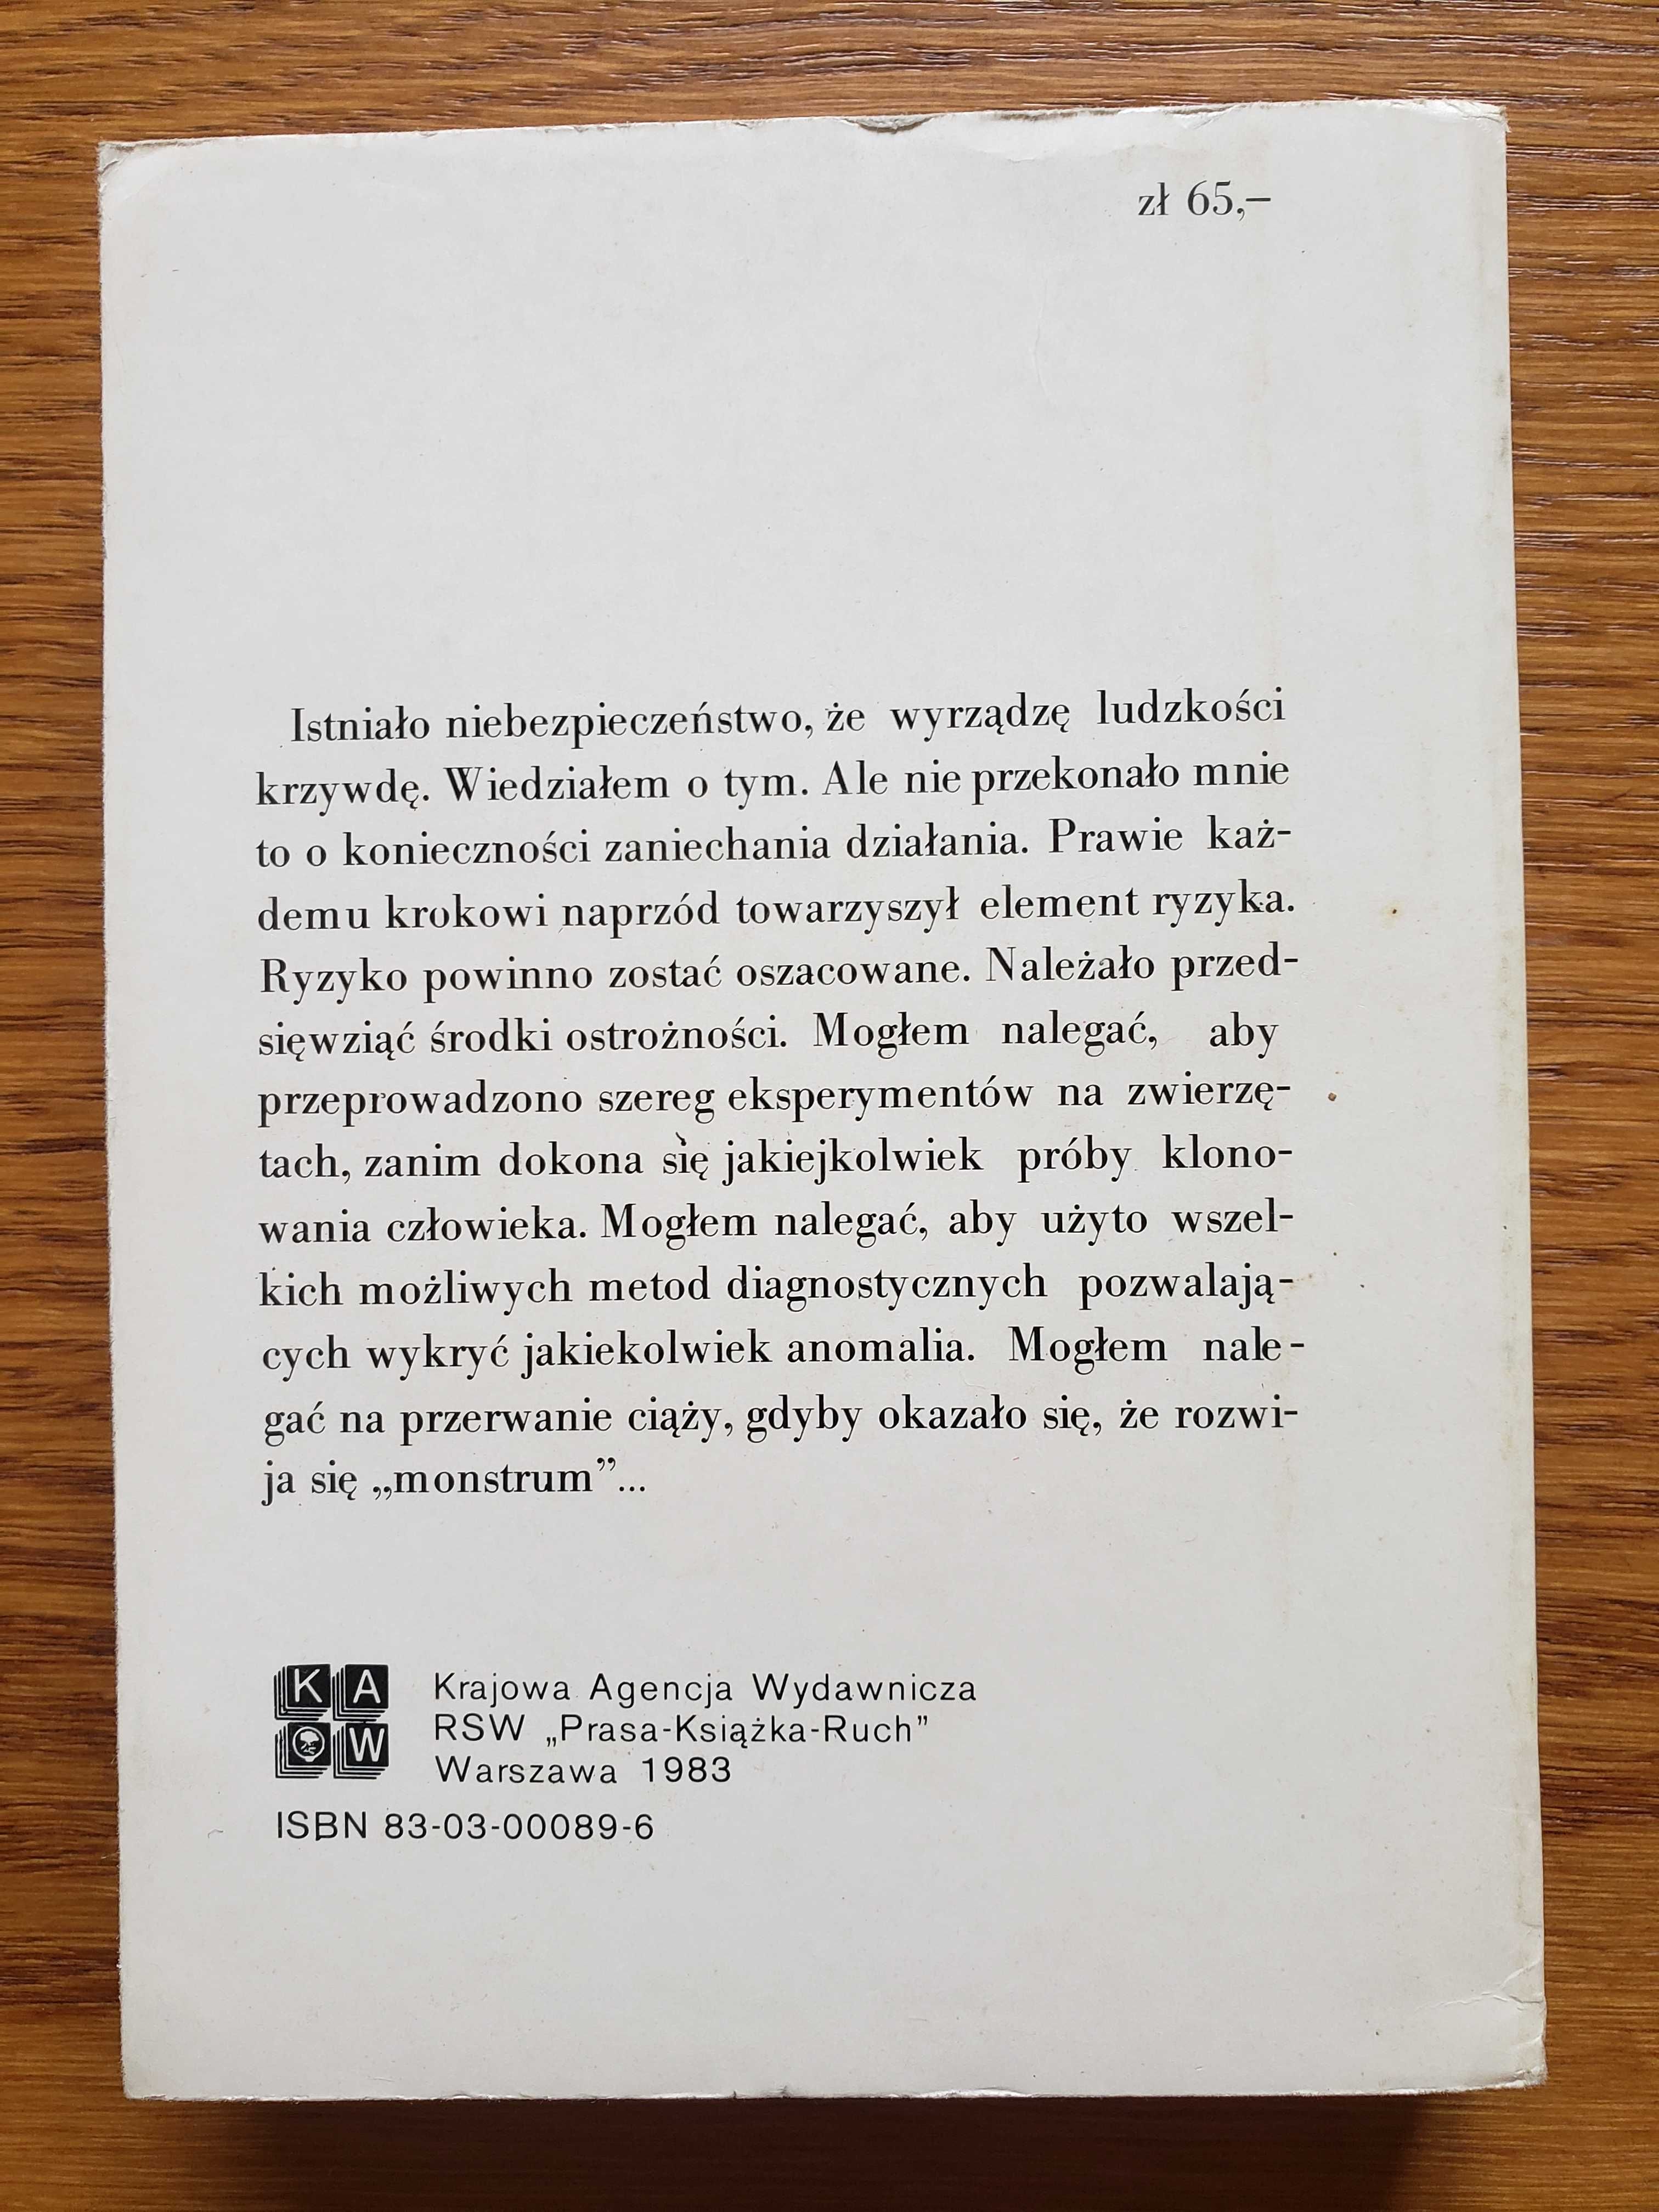 zł 65,–
Istniało niebezpieczeństwo, że wyrządzę ludzkości
krzywdę. Wiedziałem o tym. Ale nie przekonało mnie
to o konieczności zaniechania działania. Prawie każ-
demu krokowi naprzód towarzyszył element ryzyka.
Ryzyko powinno zostać oszacowane. Należało przed-
sięwziąć środki ostrożności. Mogłem nalegać, aby
przeprowadzono szereg eksperymentów na zwierzę-
tach, zanim dokona się jakiejkolwiek próby klono-
wania człowieka. Mogłem nalegać, aby użyto wszel-
kich możliwych metod diagnostycznych pozwalają-
cych wykryć jakiekolwiek anomalia. Mogłem nale-
gać na przerwanie ciąży, gdyby okazało się, że rozwi-
ja się „monstrum”...
K A
W
Krajowa Agencja Wydawnicza
RSW „Prasa-Książka-Ruch”
Warszawa 1983
ISBN 83-03-00089-6